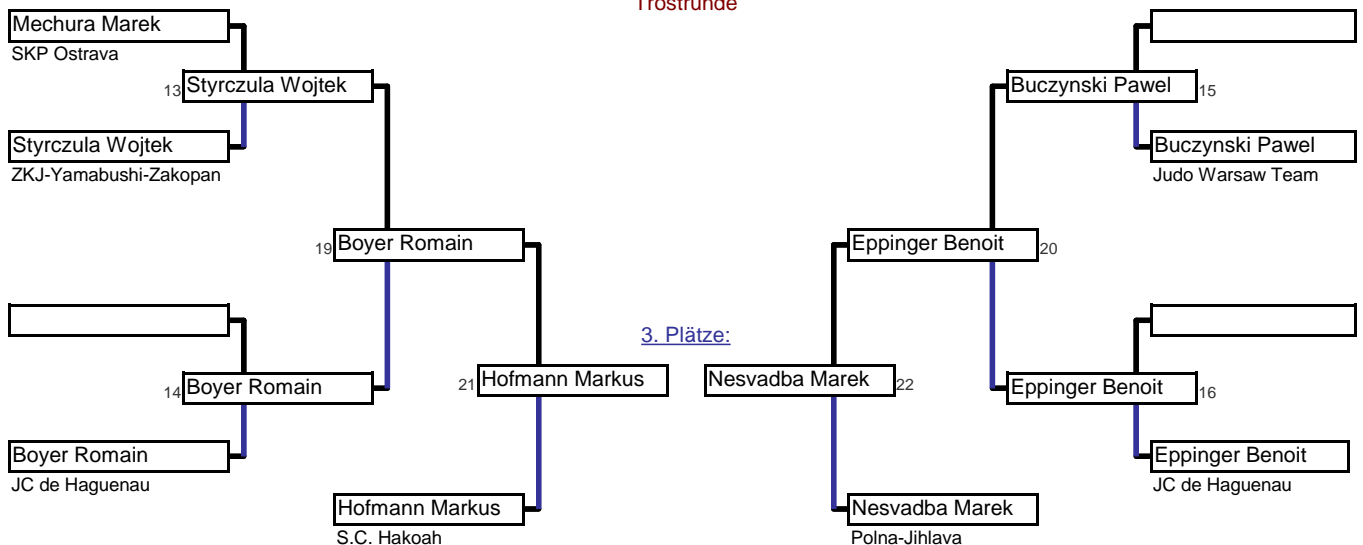 Trostrunde
Mechura Marek
SKP Ostrava
13 Styrczula Wojtek
Buczynski Pawel 15
Styrczula Wojtek
ZKJ-Yamabushi-Zakopan
Buczynski Pawel
Judo Warsaw Team
19 Boyer Romain
Eppinger Benoit 20
3. Plätze:
14 Boyer Romain
21 Hofmann Markus
Nesvadba Marek 22
Eppinger Benoit 16
Boyer Romain
JC de Haguenau
Eppinger Benoit
JC de Haguenau
Hofmann Markus
S.C. Hakoah
Nesvadba Marek
Polna-Jihlava